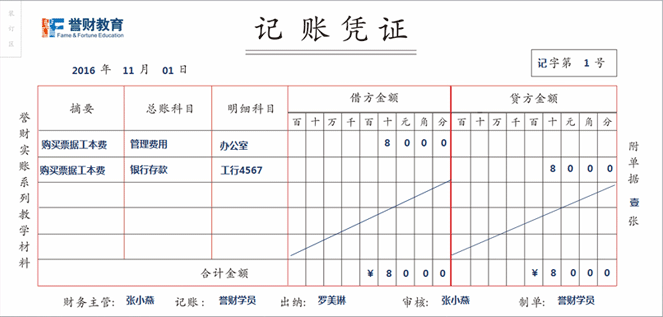 装订区
誉财教育
Fame & Fortune Education
记账凭证
2016 年 11 月 01 日
记字第 1 号
摘要 总账科目 明细科目 借方金额 贷方金额
百 十 万 千 百 十 元 角 分 百 十 万 千 百 十 元 角 分
购买票据工本费 管理费用 办公室 8 0 0 0
购买票据工本费 银行存款 工行4567 8 0 0 0
合计金额 ¥ 8 0 0 0 ¥ 8 0 0 0
誉财实账系列教学材料
附单据 壹 张
财务主管: 张小燕 记账: 誉财学员 出纳: 罗美琳 审核: 张小燕 制单: 誉财学员